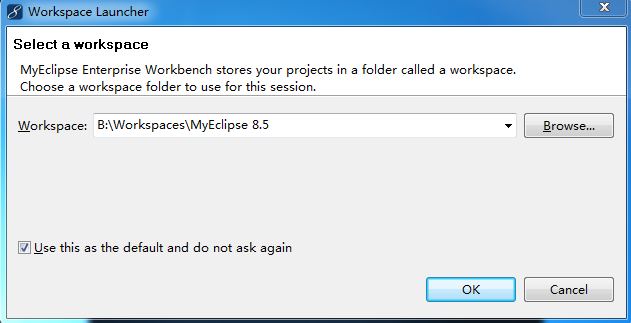 Workspace Launcher
Select a workspace
MyEclipse Enterprise Workbench stores your projects in a folder called a workspace.
Choose a workspace folder to use for this session.
Workspace: B:\Workspaces\MyEclipse 8.5 Browse...
Use this as the default and do not ask again
OK Cancel